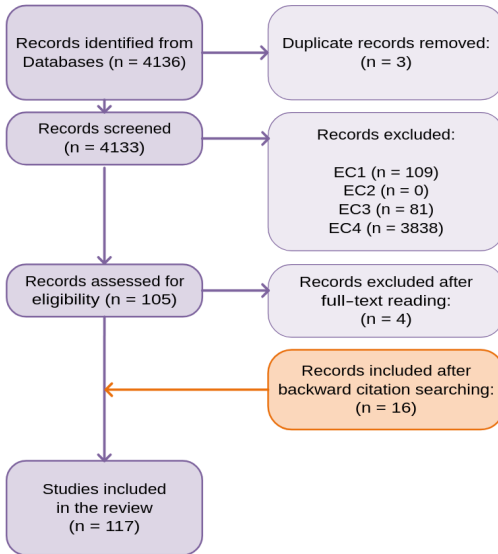 Records identified from
Databases (n = 4136)
Duplicate records removed:
(n = 3)
Records screened
(n = 4133)
Records excluded:
EC1 (n = 109)
EC2 (n = 0)
EC3 (n = 81)
EC4 (n = 3838)
Records assessed for
eligibility (n = 105)
Records excluded after
full-text reading:
(n = 4)
Records included after
backward citation searching:
(n = 16)
Studies included
in the review
(n = 117)